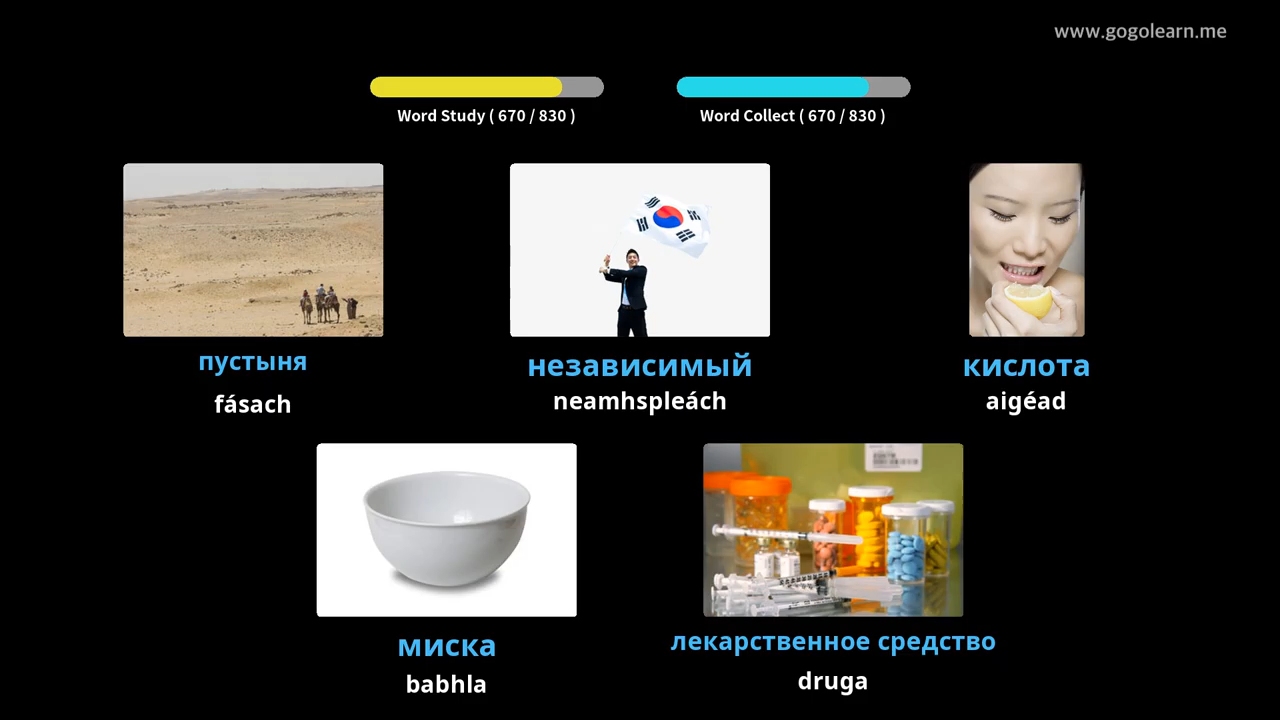 www.gogolearn.me
Word Study ( 670 / 830 )
Word Collect ( 670 / 830 )
пустыня
fásach
независимый
neamhspleách
кислота
aigéad
миска
babhla
лекарственное средство
druga